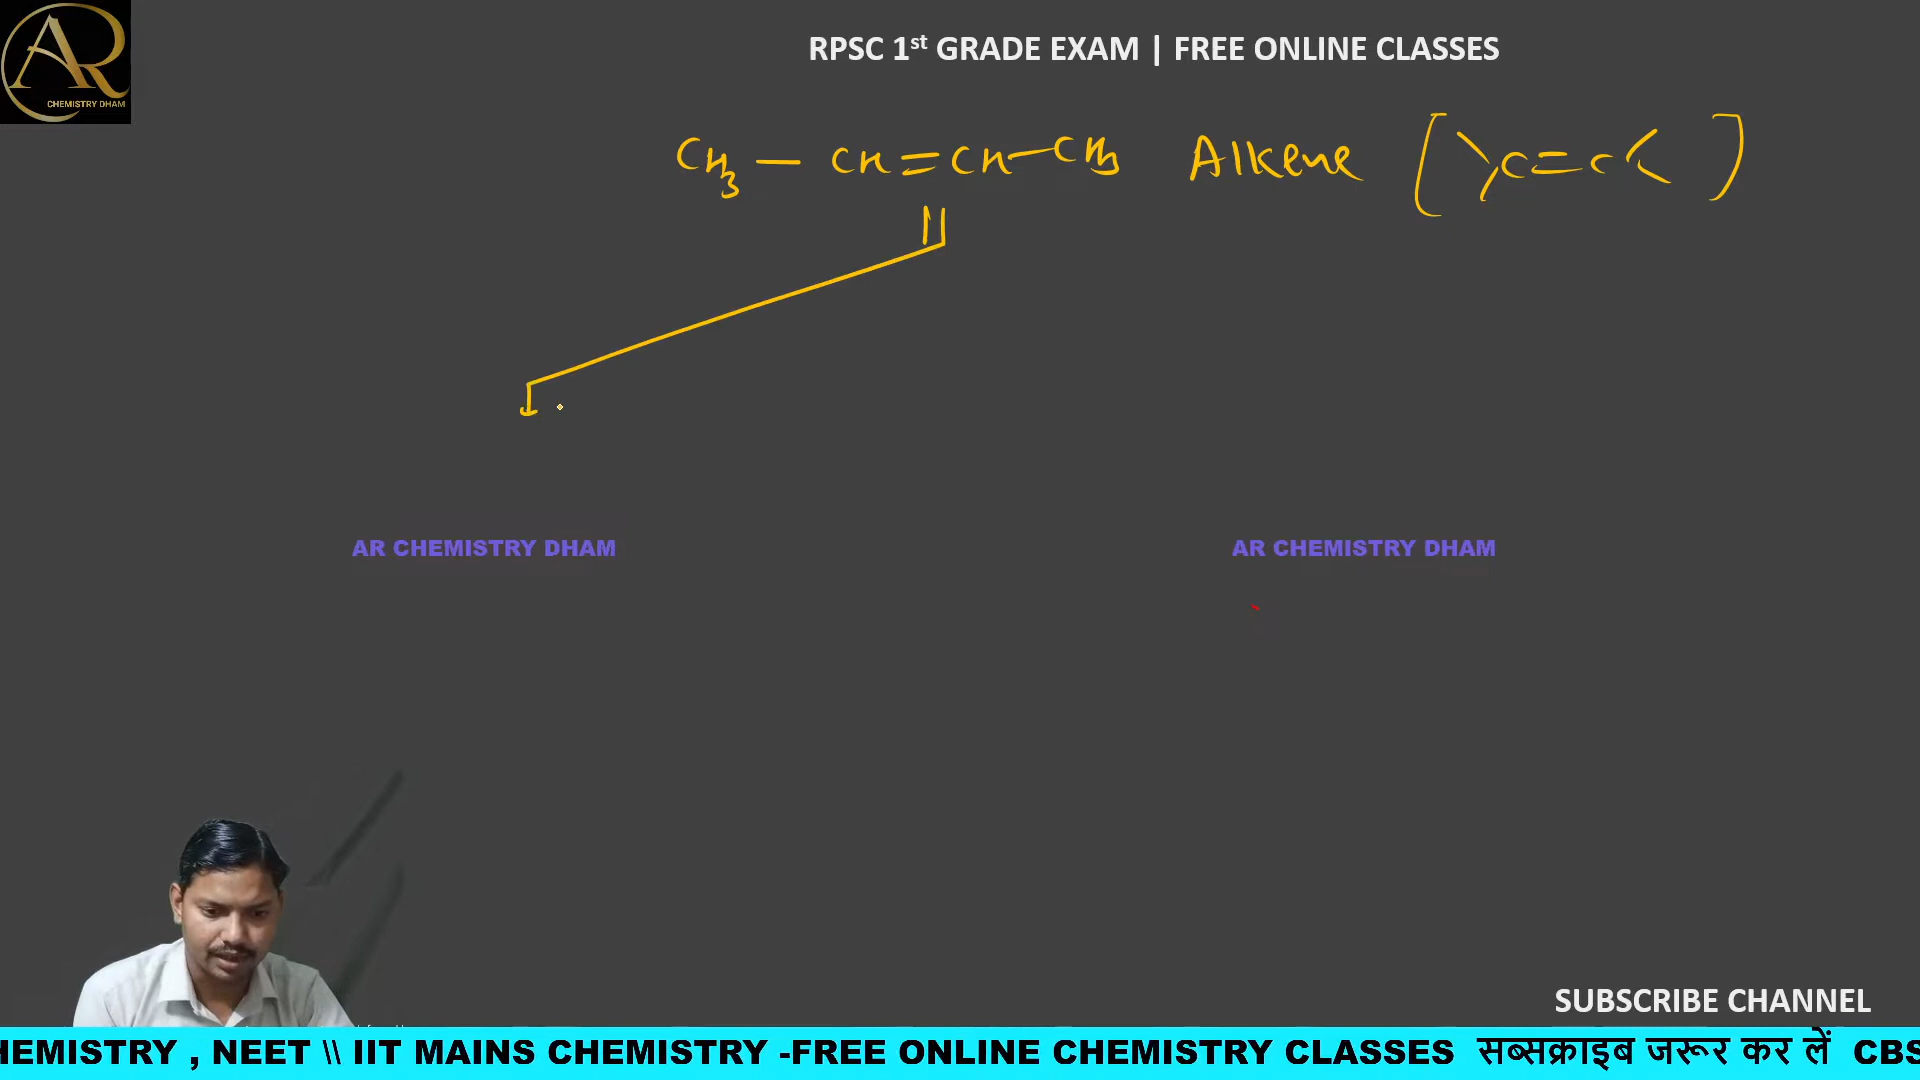 AR
CHEMISTRY DHAM
RPSC 1st GRADE EXAM | FREE ONLINE CLASSES
CH3 — CH = CH — CH3 Alkene [ >C=C< ]
AR CHEMISTRY DHAM AR CHEMISTRY DHAM
SUBSCRIBE CHANNEL
HEMISTRY , NEET \\ IIT MAINS CHEMISTRY -FREE ONLINE CHEMISTRY CLASSES सब्सक्राइब जरूर कर लें CBS